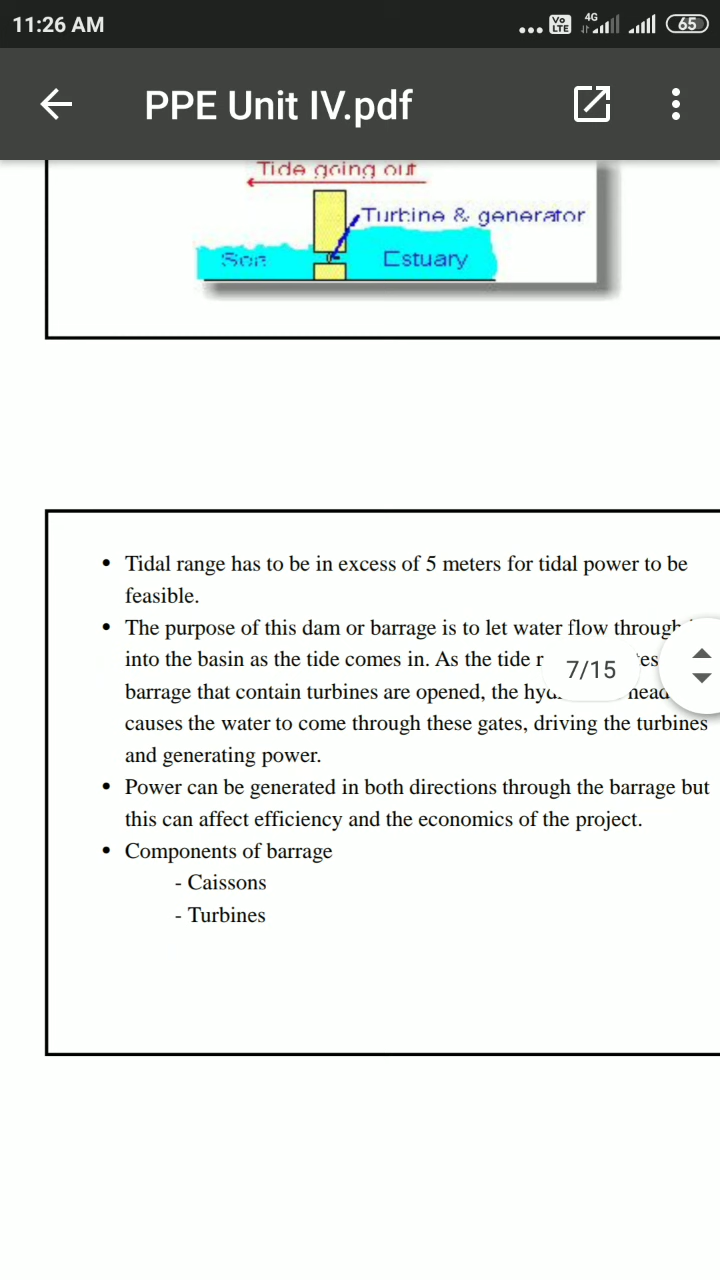 11:26 AM
Vo LTE 4G 65
PPE Unit IV.pdf
Tide going out
Turbine & generator
Sea Estuary
• Tidal range has to be in excess of 5 meters for tidal power to be
feasible.
• The purpose of this dam or barrage is to let water flow through
into the basin as the tide comes in. As the tide
7/15
barrage that contain turbines are opened, the
causes the water to come through these gates, driving the turbines
and generating power.
• Power can be generated in both directions through the barrage but
this can affect efficiency and the economics of the project.
• Components of barrage
- Caissons
- Turbines